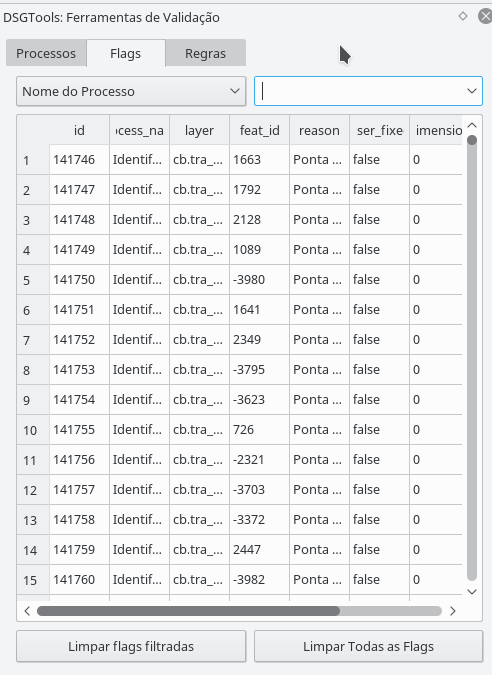 DSGTools: Ferramentas de Validação
Processos Flags Regras
Nome do Processo
id ocess_na layer feat_id reason ser_fixe imensio
1 141746 Identif... cb.tra_... 1663 Ponta ... false 0
2 141747 Identif... cb.tra_... 1792 Ponta ... false 0
3 141748 Identif... cb.tra_... 2128 Ponta ... false 0
4 141749 Identif... cb.tra_... 1089 Ponta ... false 0
5 141750 Identif... cb.tra_... -3980 Ponta ... false 0
6 141751 Identif... cb.tra_... 1641 Ponta ... false 0
7 141752 Identif... cb.tra_... 2349 Ponta ... false 0
8 141753 Identif... cb.tra_... -3795 Ponta ... false 0
9 141754 Identif... cb.tra_... -3623 Ponta ... false 0
10 141755 Identif... cb.tra_... 726 Ponta ... false 0
11 141756 Identif... cb.tra_... -2321 Ponta ... false 0
12 141757 Identif... cb.tra_... -3703 Ponta ... false 0
13 141758 Identif... cb.tra_... -3372 Ponta ... false 0
14 141759 Identif... cb.tra_... 2447 Ponta ... false 0
15 141760 Identif... cb.tra_... -3982 Ponta ... false 0
Limpar flags filtradas Limpar Todas as Flags